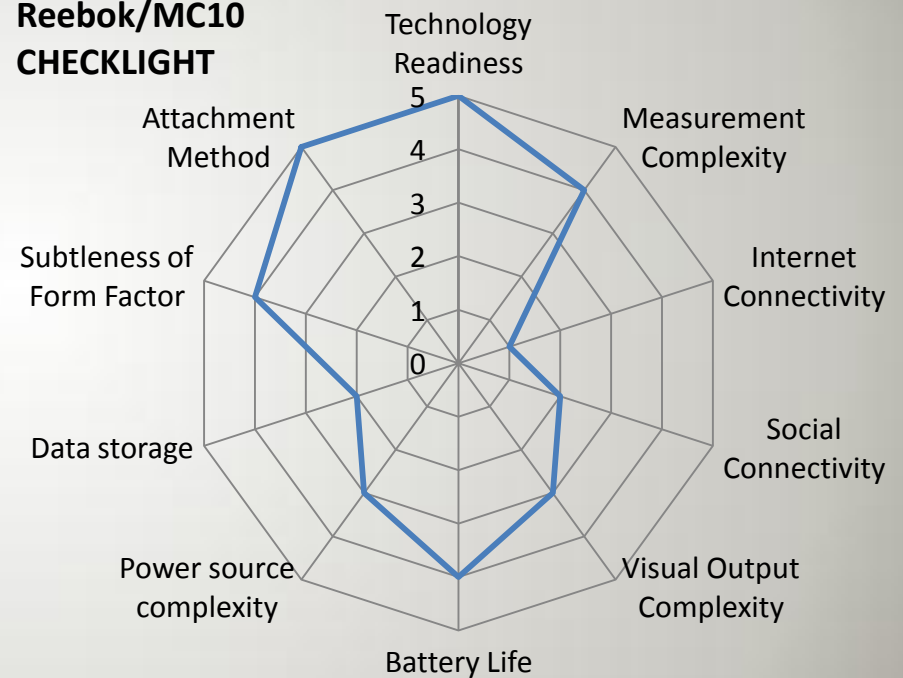 Reebok/MC10
CHECKLIGHT
Technology
Readiness
Measurement
Complexity
Internet
Connectivity
Social
Connectivity
Visual Output
Complexity
Battery Life
Power source
complexity
Data storage
Subtleness of
Form Factor
Attachment
Method
5
4
3
2
1
0